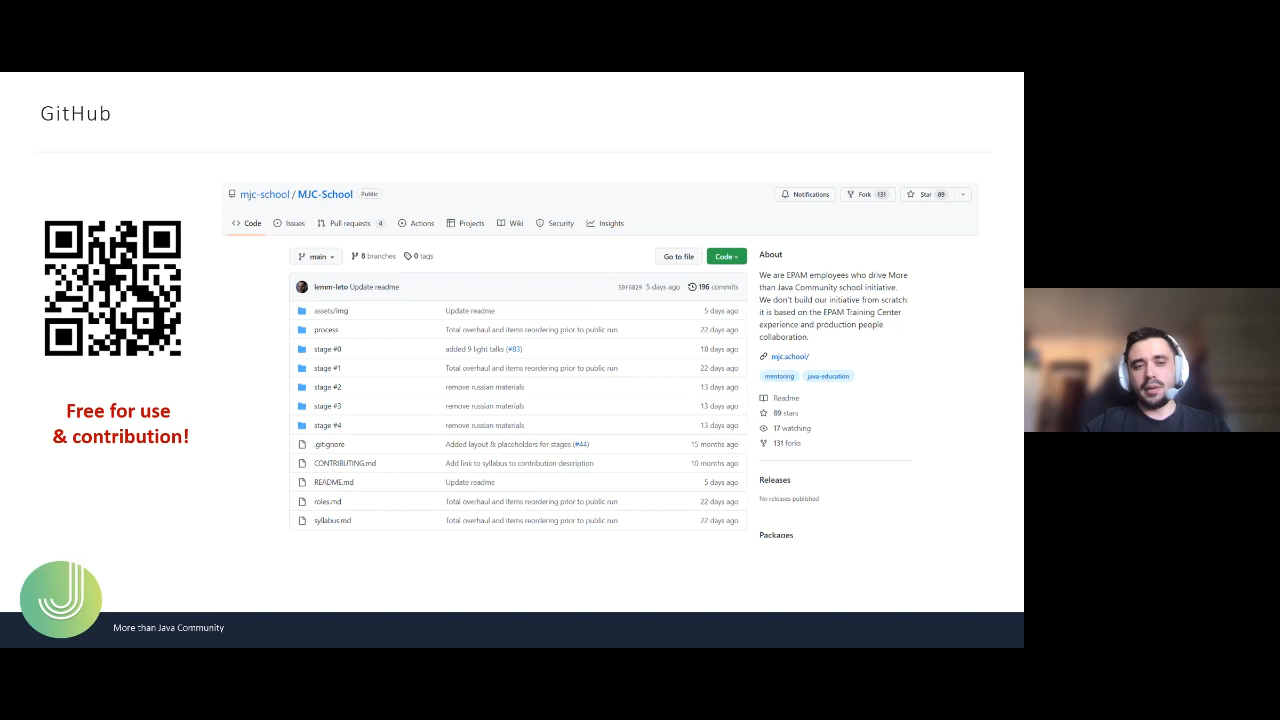 GitHub
mjc-school / MJC-School Public
Notifications Fork 131 Star 89
Code Issues Pull requests 4 Actions Projects Wiki Security Insights
main 8 branches 0 tags Go to file Code
lemm-leto Update readme 5 days ago 196 commits
assets/img Update readme 5 days ago
process Total overhaul and items reordering prior to public run 22 days ago
stage #0 added 9 light talks (#83) 18 days ago
stage #1 Total overhaul and items reordering prior to public run 22 days ago
stage #2 remove russian materials 13 days ago
stage #3 remove russian materials 13 days ago
stage #4 remove russian materials 13 days ago
.gitignore Added layout & placeholders for stages (#44) 15 months ago
CONTRIBUTING.md Add link to syllabus to contribution description 10 months ago
README.md Update readme 5 days ago
roles.md Total overhaul and items reordering prior to public run 22 days ago
syllabus.md Total overhaul and items reordering prior to public run 22 days ago
About
We are EPAM employees who drive More
than Java Community school initiative.
We don't build our initiative from scratch:
it is based on the EPAM Training Center
experience and production people
collaboration.
mjc.school/
mentoring java-education
Readme
89 stars
17 watching
131 forks
Releases
No releases published
Packages
Free for use
& contribution!
More than Java Community